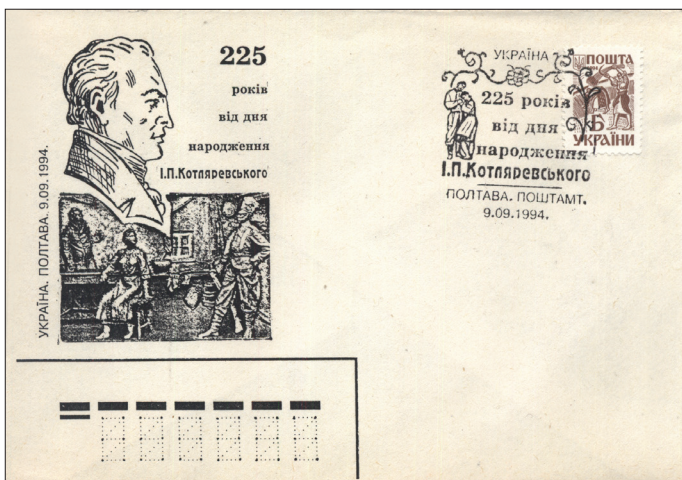 225
років
від дня
народження
І.П.Котляревського
УКРАЇНА. ПОЛТАВА. 9.09.1994.
УКРАЇНА
225 років
від дня
народження
І.П.Котляревського
ПОЛТАВА. ПОШТАМТ.
9.09.1994.
ПОШТА
Б
УКРАЇНИ